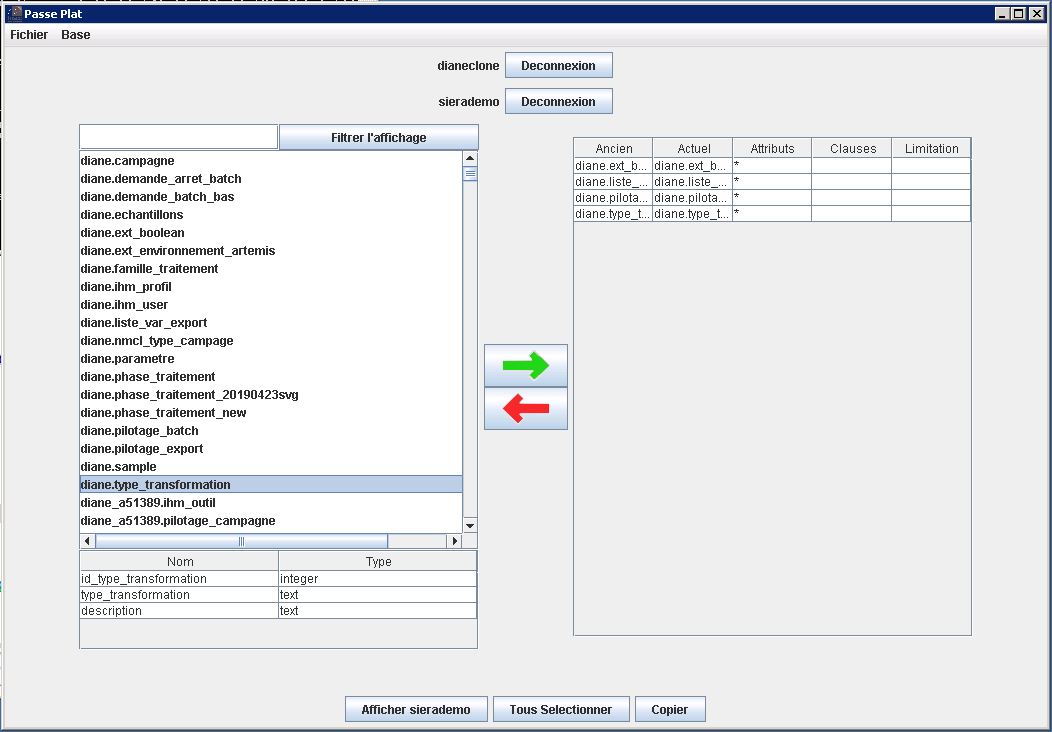 Passe Plat
Fichier Base
dianeclone Deconnexion
sierademo Deconnexion
Filtrer l'affichage
diane.campagne
diane.demande_arret_batch
diane.demande_batch_bas
diane.echantillons
diane.ext_boolean
diane.ext_environnement_artemis
diane.famille_traitement
diane.ihm_profil
diane.ihm_user
diane.liste_var_export
diane.nmcl_type_campage
diane.parametre
diane.phase_traitement
diane.phase_traitement_20190423svg
diane.phase_traitement_new
diane.pilotage_batch
diane.pilotage_export
diane.sample
diane.type_transformation
diane_a51389.ihm_outil
diane_a51389.pilotage_campagne
Nom Type
id_type_transformation integer
type_transformation text
description text
Ancien Actuel Attributs Clauses Limitation
diane.ext_b... diane.ext_b... *
diane.liste_... diane.liste_... *
diane.pilota... diane.pilota... *
diane.type_t... diane.type_t... *
Afficher sierademo Tous Selectionner Copier